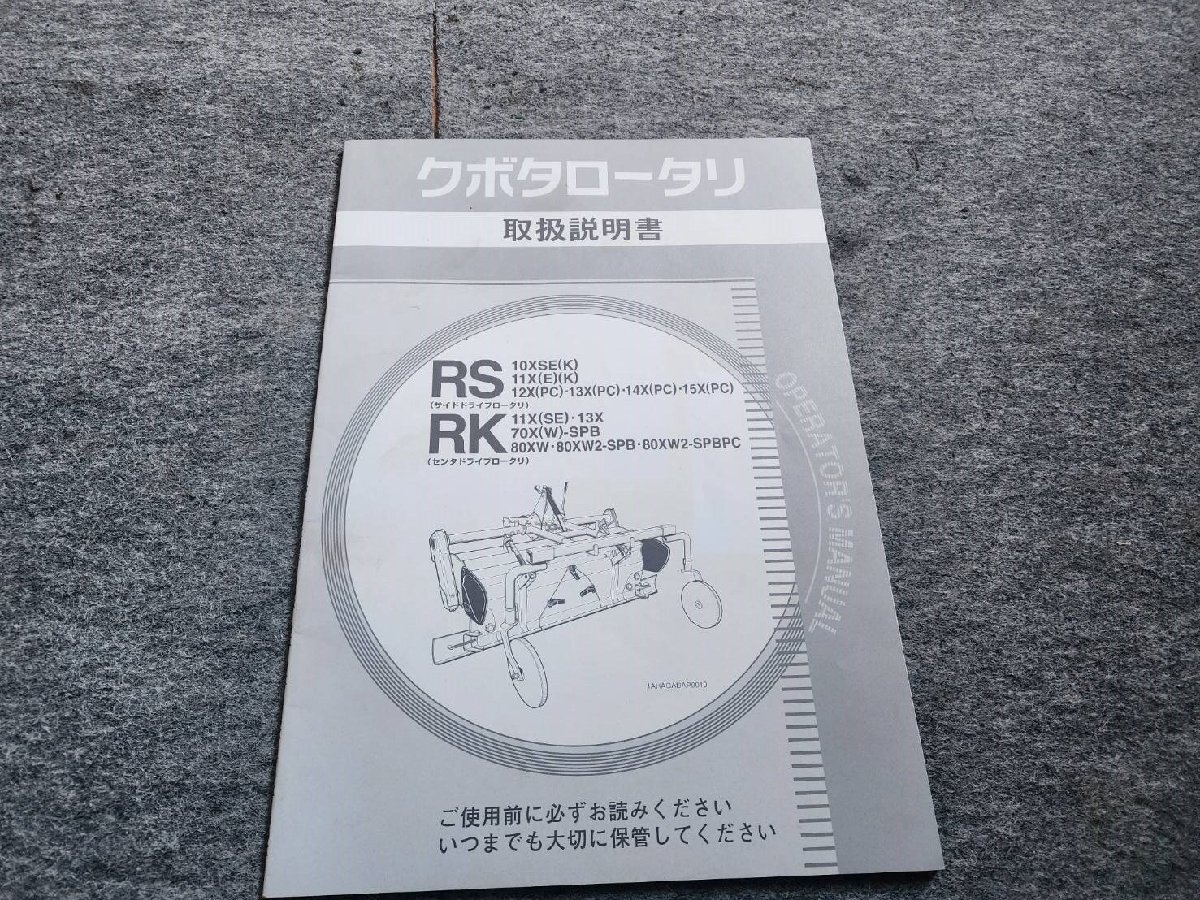 クボタロータリ
取扱説明書
RS
10XSE(K)
11X(E)(K)
12X(PC)・13X(PC)・14X(PC)・15X(PC)
(サイドドライブロータリ)
RK
11X(SE)・13X
70X(W)-SPB
80XW・80XW2-SPB・80XW2-SPBPC
(センタドライブロータリ)
OPERATOR'S MANUAL
ご使用前に必ずお読みください
いつまでも大切に保管してください